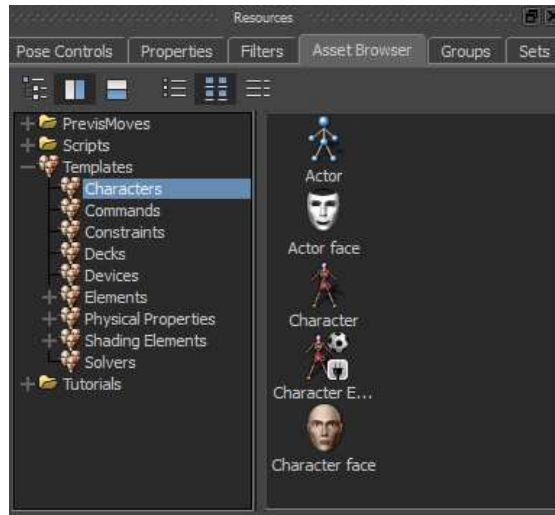 Resources
Pose Controls
Properties
Filters
Asset Browser
Groups
Sets
PrevisMoves
Scripts
Templates
Characters
Commands
Constraints
Decks
Devices
Elements
Physical Properties
Shading Elements
Solvers
Tutorials
Actor
Actor face
Character
Character E...
Character face